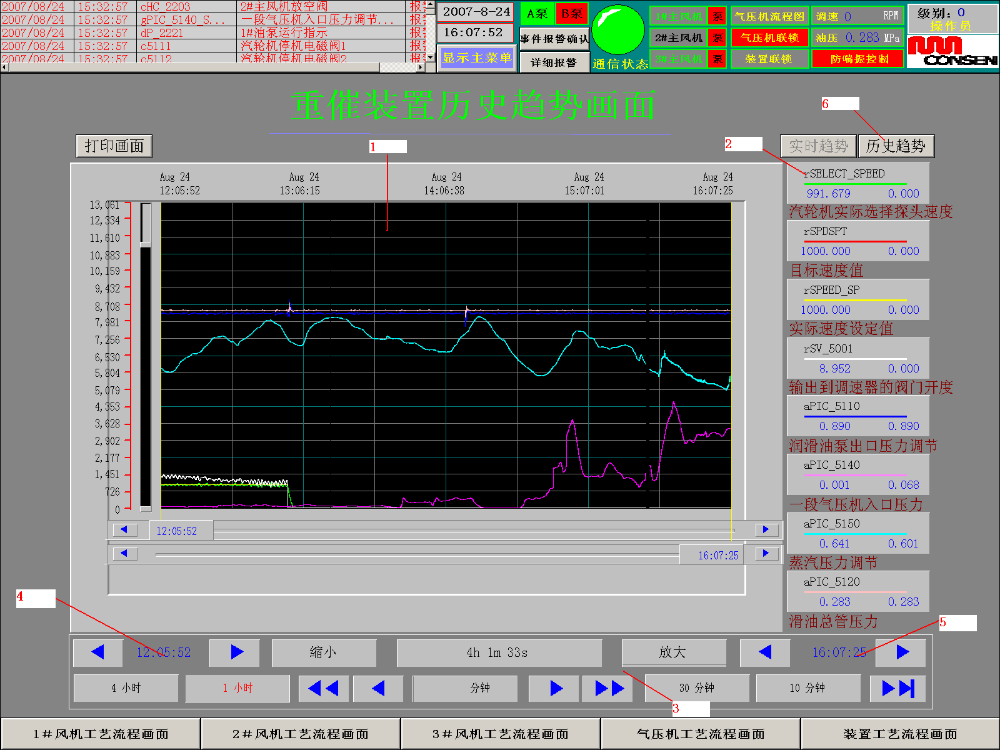 2007/08/24 15:32:57 cHC_2203 2#主风机放空阀 报警
2007/08/24 15:32:57 gPIC_5140_S... 一段气压机入口压力调节... 报警
2007/08/24 15:32:57 dP_2221 1#油泵运行指示 报警
2007/08/24 15:32:57 c5111 汽轮机停机电磁阀1 报警
2007/08/24 15:32:57 c5112 汽轮机停机电磁阀2 报警
2007-8-24
16:07:52
显示主菜单
A泵 B泵
事件报警确认
详细报警
通信状态
1#主风机 泵
2#主风机 泵
3#主风机 泵
气压机流程图
气压机联锁
装置联锁
调速 0 RPM
油压 0.283 MPa
防喘振控制
级别: 0
操作员
CONSEN
重催装置历史趋势画面
打印画面
实时趋势 历史趋势
1
2
6
Aug 24 Aug 24 Aug 24 Aug 24 Aug 24
12:05:52 13:06:15 14:06:38 15:07:01 16:07:25
13,061
12,334
11,610
10,883
10,159
9,432
8,708
7,981
7,256
6,530
5,804
5,079
4,353
3,628
2,902
2,177
1,451
726
0
12:05:52
16:07:25
rSELECT_SPEED
991.679 0.000
汽轮机实际选择探头速度
rSPDSPT
1000.000 0.000
目标速度值
rSPEED_SP
1000.000 0.000
实际速度设定值
rSV_5001
8.952 0.000
输出到调速器的阀门开度
aPIC_5110
0.890 0.890
润滑油泵出口压力调节
aPIC_5140
0.001 0.068
一段气压机入口压力
aPIC_5150
0.641 0.601
蒸汽压力调节
aPIC_5120
0.283 0.283
滑油总管压力
4
5
12:05:52 缩小 4h 1m 33s 放大 16:07:25
4 小时 1 小时 分钟 30 分钟 10 分钟
3
1#风机工艺流程画面 2#风机工艺流程画面 3#风机工艺流程画面 气压机工艺流程画面 装置工艺流程画面